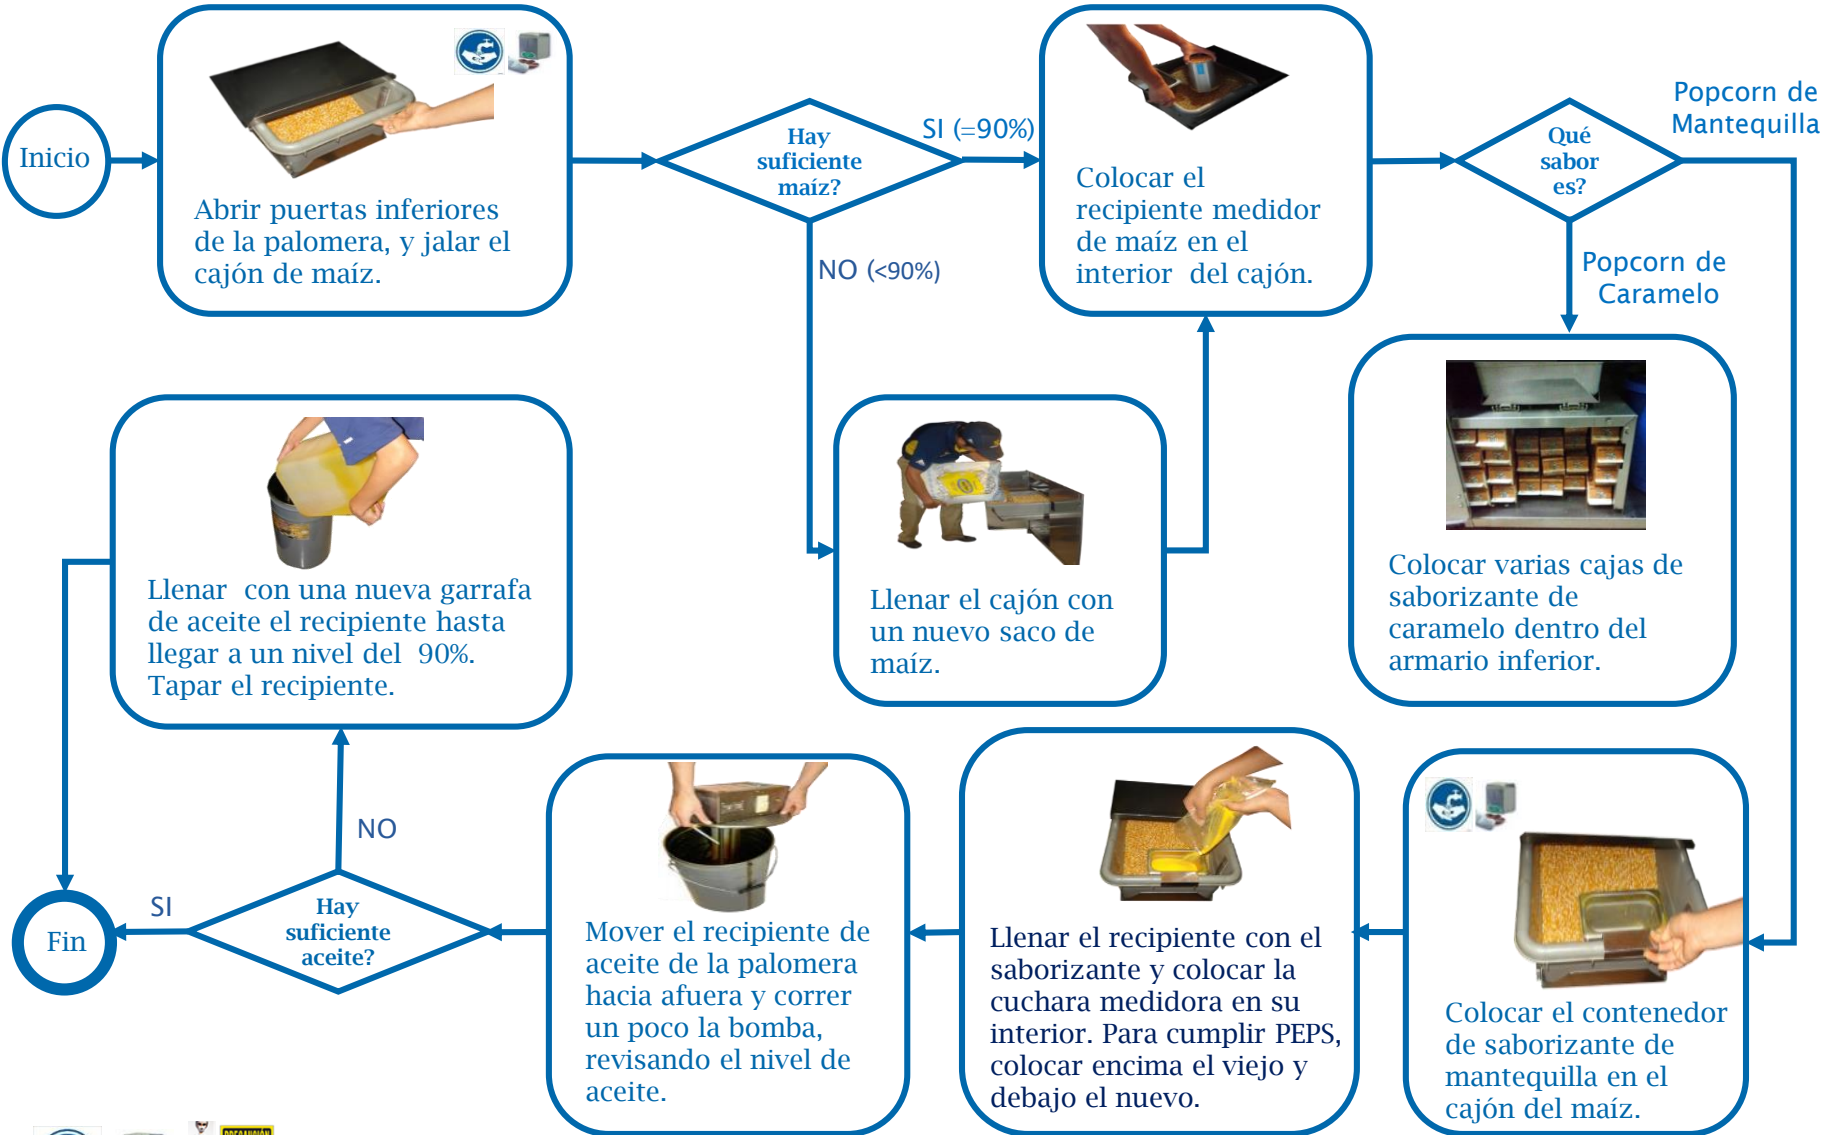 Inicio
Abrir puertas inferiores
de la palomera, y jalar el
cajón de maíz.
Hay
suficiente
maíz?
SI (=90%)
NO (<90%)
Colocar el
recipiente medidor
de maíz en el
interior del cajón.
Qué
sabor
es?
Popcorn de
Mantequilla
Popcorn de
Caramelo
Llenar el cajón con
un nuevo saco de
maíz.
Colocar varias cajas de
saborizante de
caramelo dentro del
armario inferior.
Colocar el contenedor
de saborizante de
mantequilla en el
cajón del maíz.
Llenar el recipiente con el
saborizante y colocar la
cuchara medidora en su
interior. Para cumplir PEPS,
colocar encima el viejo y
debajo el nuevo.
Mover el recipiente de
aceite de la palomera
hacia afuera y correr
un poco la bomba,
revisando el nivel de
aceite.
Hay
suficiente
aceite?
NO
SI
Llenar con una nueva garrafa
de aceite el recipiente hasta
llegar a un nivel del 90%.
Tapar el recipiente.
Fin
PRECAUCIÓN